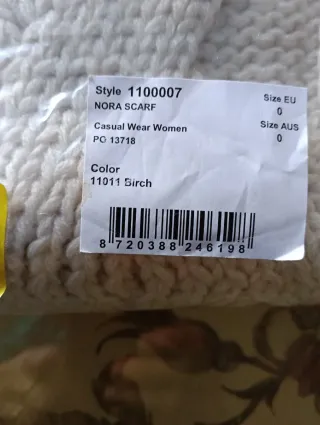 Style 1100007
NORA SCARF
Size EU
0
Casual Wear Women
PO 13718
Size AUS
0
Color
11011 Birch
8 720388 246198